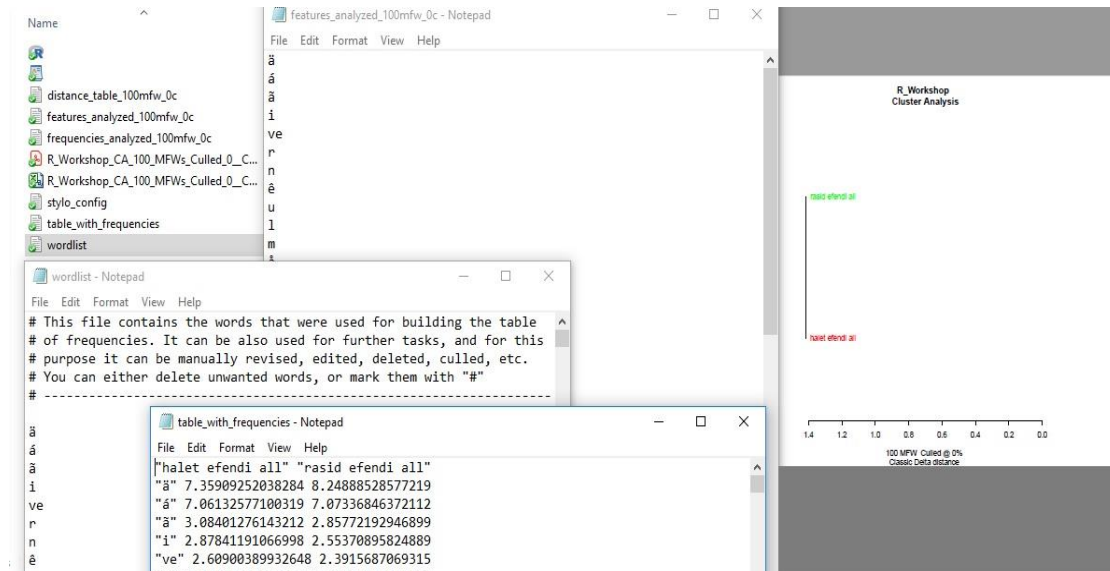 Name
distance_table_100mfw_0c
features_analyzed_100mfw_0c
frequencies_analyzed_100mfw_0c
R_Workshop_CA_100_MFWs_Culled_0__C...
R_Workshop_CA_100_MFWs_Culled_0__C...
stylo_config
table_with_frequencies
wordlist
features_analyzed_100mfw_0c - Notepad
File Edit Format View Help
ä
á
ã
i
ve
r
n
ê
u
l
m
wordlist - Notepad
File Edit Format View Help
# This file contains the words that were used for building the table
# of frequencies. It can be also used for further tasks, and for this
# purpose it can be manually revised, edited, deleted, culled, etc.
# You can either delete unwanted words, or mark them with "#"
# -----------------------------------------------------------------------
ä
á
ã
i
ve
r
n
ê
table_with_frequencies - Notepad
File Edit Format View Help
"halet efendi all" "rasid efendi all"
"ä" 7.35909252038284 8.24888528577219
"á" 7.06132577100319 7.07336846372112
"ã" 3.08401276143212 2.85772192946899
"i" 2.87841191066998 2.55370895824889
"ve" 2.60900389932648 2.3915687069315
R_Workshop
Cluster Analysis
rasid efendi all
halet efendi all
1.4 1.2 1.0 0.8 0.6 0.4 0.2 0.0
100 MFW Culled @ 0%
Classic Delta distance